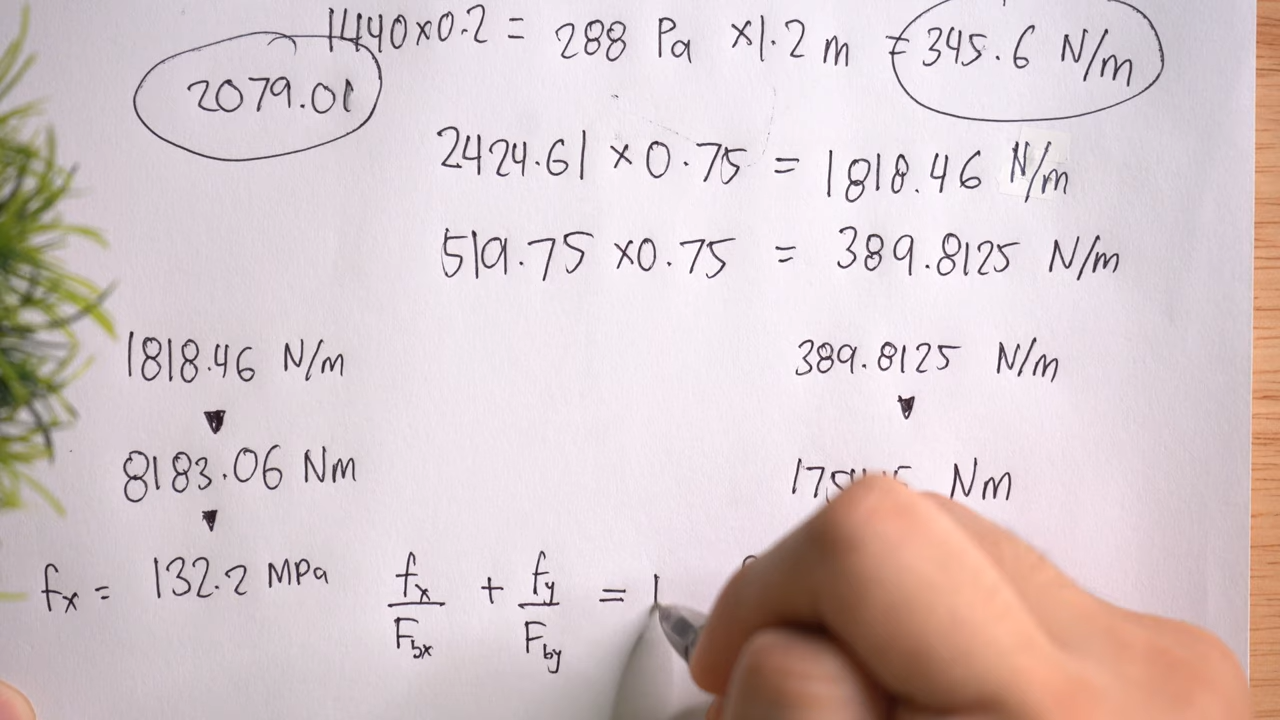 1440×0.2 = 288 Pa ×1.2 m = 345.6 N/m
2079.01
2424.61 × 0.75 = 1818.46 N/m
519.75 ×0.75 = 389.8125 N/m
1818.46 N/m
389.8125 N/m
8183.06 Nm
Nm
fx = 132.2 MPa
fx/Fbx + fy/Fby = 1